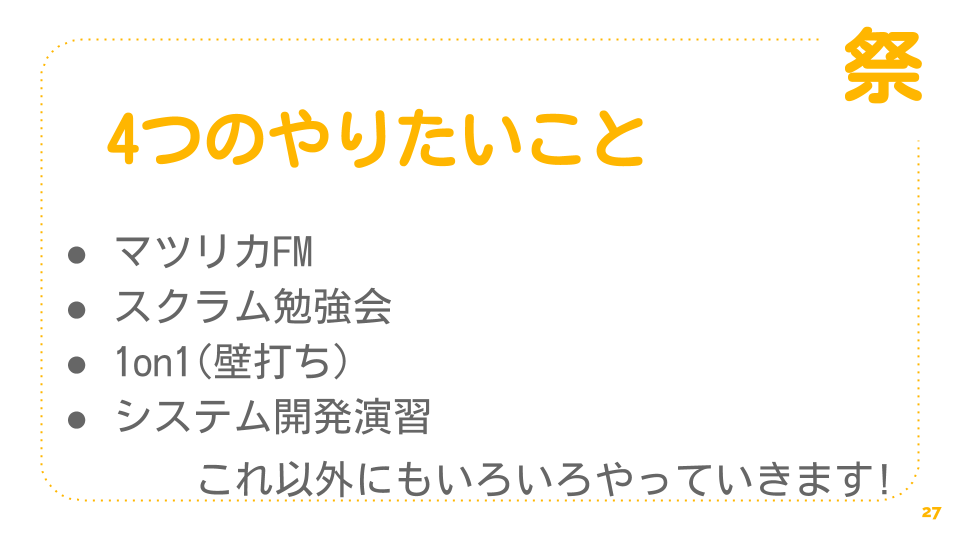 祭
4つのやりたいこと
● マツリカFM
● スクラム勉強会
● 1on1(壁打ち)
● システム開発演習
これ以外にもいろいろやっていきます!
27